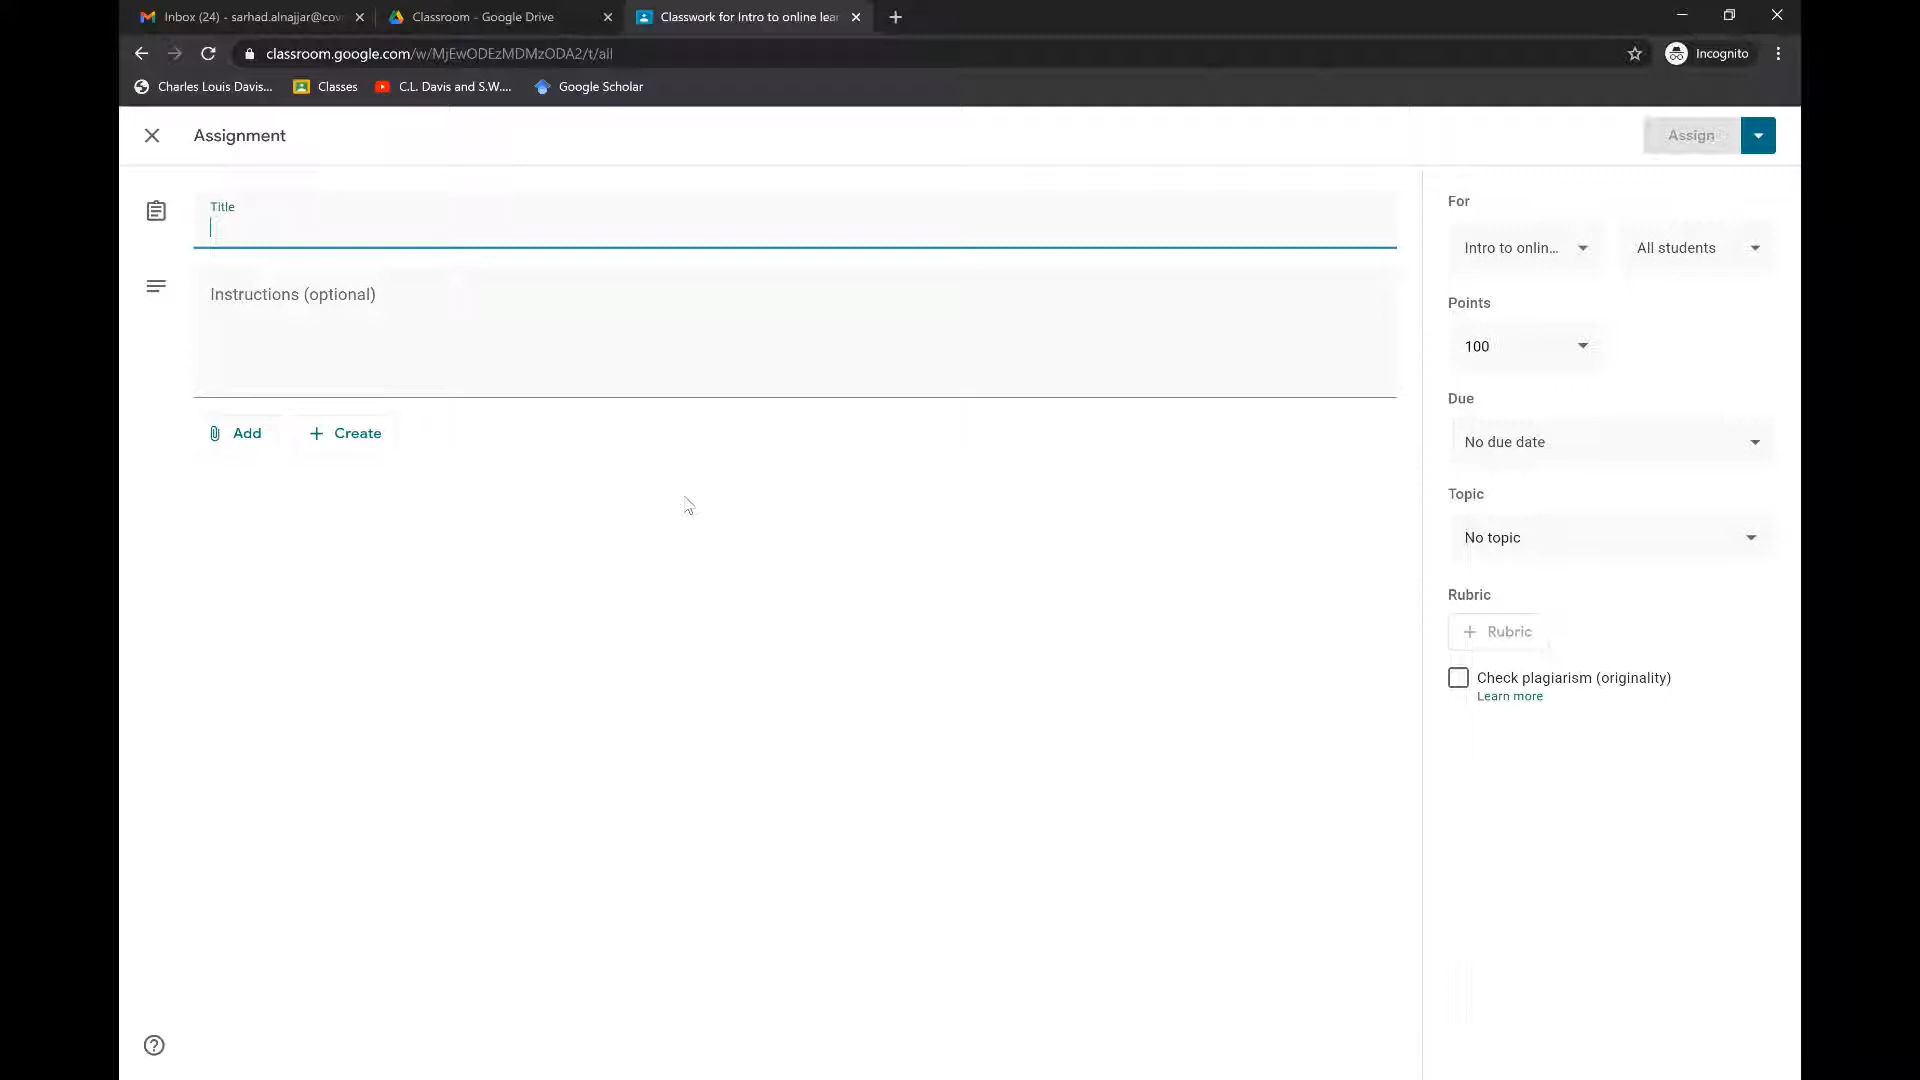 Inbox (24) - sarhad.alnajjar@cov
Classroom - Google Drive
Classwork for Intro to online lear
classroom.google.com/w/MjEwODEzMDMzODA2/t/all
Incognito
Charles Louis Davis...
Classes
C.L. Davis and S.W....
Google Scholar
Assignment
Assign
Title
Instructions (optional)
Add
Create
For
Intro to onlin...
All students
Points
100
Due
No due date
Topic
No topic
Rubric
Rubric
Check plagiarism (originality)
Learn more